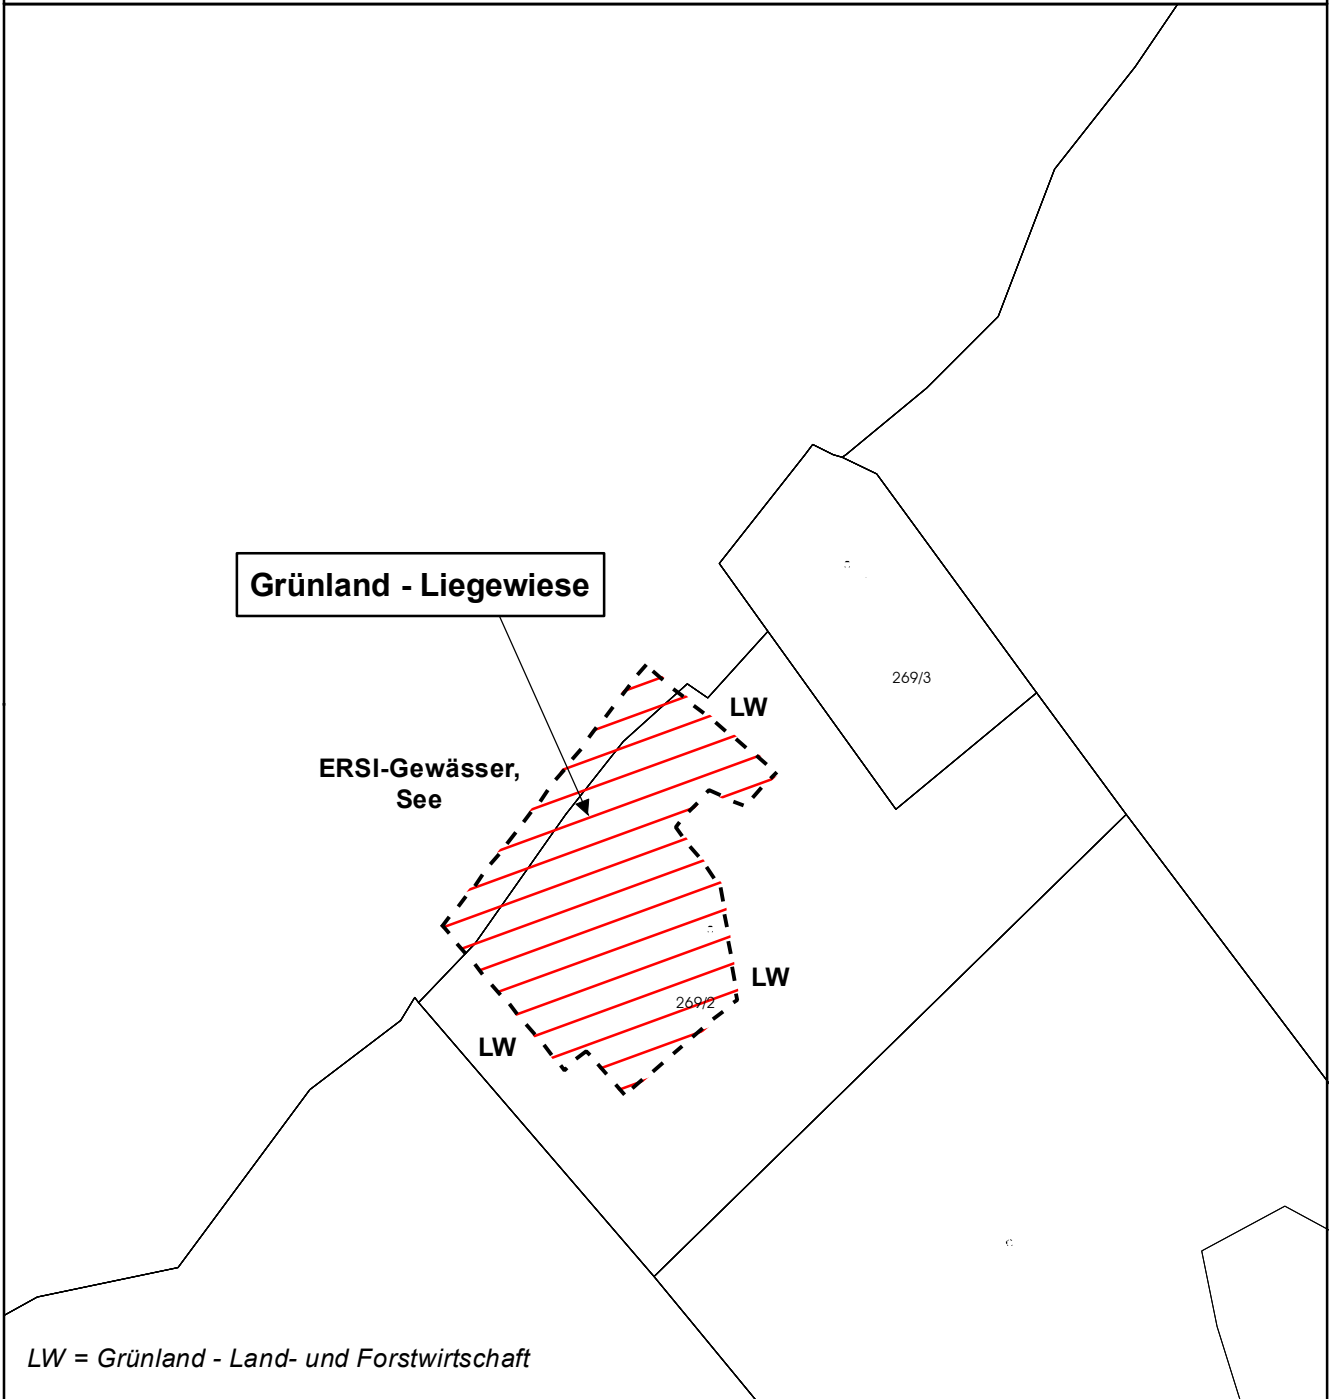 Grünland - Liegewiese
269/3
LW
ERSI-Gewässer,
See
LW
269/2
LW
LW = Grünland - Land- und Forstwirtschaft